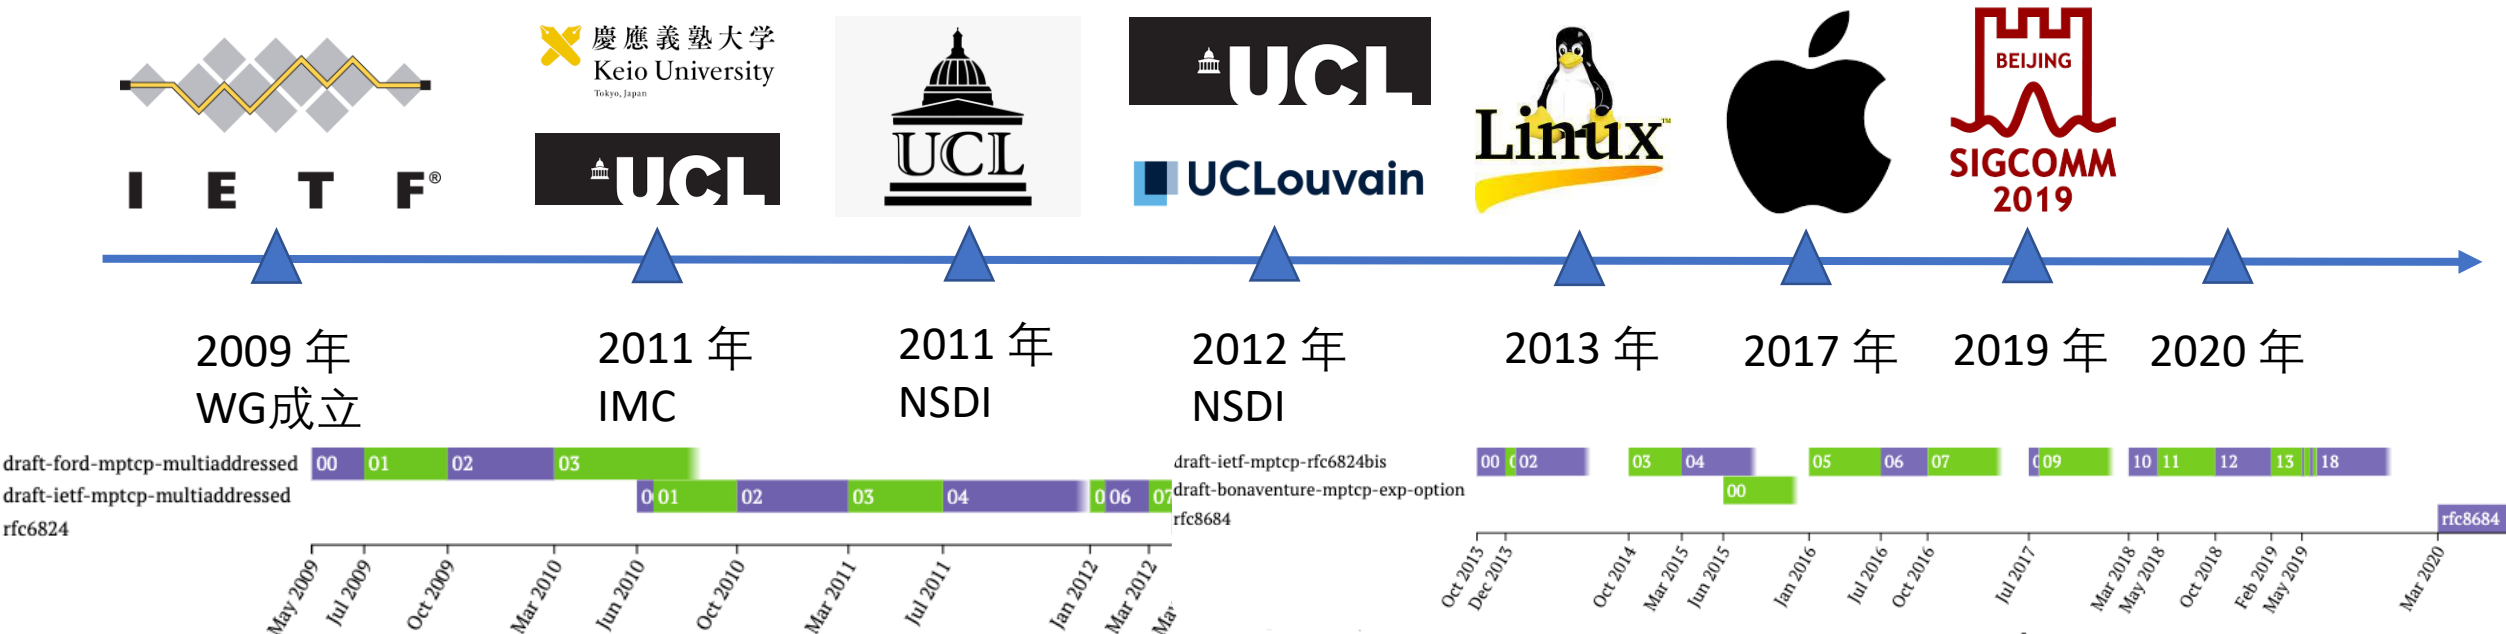 I E T F®
慶應義塾大学
Keio University
Tokyo, Japan
UCL
UCL
UCL
UCLouvain
Linux™
BEIJING
SIGCOMM
2019
2009 年
WG成立
2011 年
IMC
2011 年
NSDI
2012 年
NSDI
2013 年
2017 年
2019 年
2020 年
draft-ford-mptcp-multiaddressed 00 01 02 03
draft-ietf-mptcp-multiaddressed 0 01 02 03 04 0 06 07
rfc6824
May 2009 Jul 2009 Oct 2009 Mar 2010 Jun 2010 Oct 2010 Mar 2011 Jul 2011 Jan 2012 Mar 2012
draft-ietf-mptcp-rfc6824bis 00 0 02 03 04 05 06 07 0 09 10 11 12 13 18
draft-bonaventure-mptcp-exp-option 00
rfc8684 rfc8684
Oct 2013 Dec 2013 Oct 2014 Mar 2015 Jun 2015 Jan 2016 Jul 2016 Oct 2016 Jul 2017 Mar 2018 May 2018 Oct 2018 Feb 2019 May 2019 Mar 2020